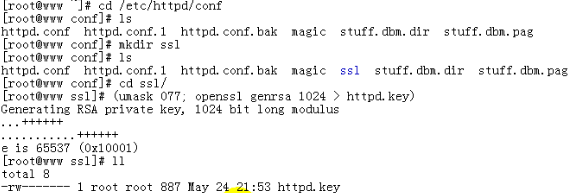 [root@www ~]# cd /etc/httpd/conf
[root@www conf]# ls
httpd.conf httpd.conf.1 httpd.conf.bak magic stuff.dbm.dir stuff.dbm.pag
[root@www conf]# mkdir ssl
[root@www conf]# ls
httpd.conf httpd.conf.1 httpd.conf.bak magic ssl stuff.dbm.dir stuff.dbm.pag
[root@www conf]# cd ssl/
[root@www ssl]# (umask 077; openssl genrsa 1024 > httpd.key)
Generating RSA private key, 1024 bit long modulus
...++++++
...........++++++
e is 65537 (0x10001)
[root@www ssl]# ll
total 8
-rw------- 1 root root 887 May 24 21:53 httpd.key